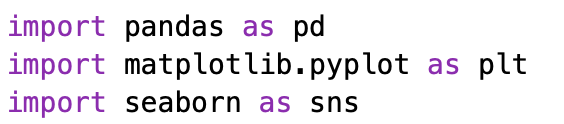 import pandas as pd
import matplotlib.pyplot as plt
import seaborn as sns